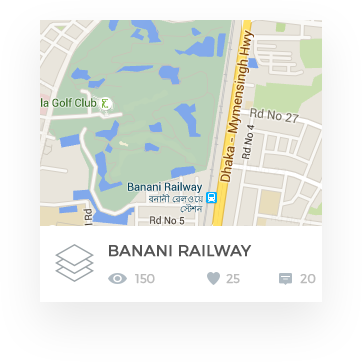 la Golf Club
Dhaka - Mymensingh Hwy
Rd No 27
Rd No 4
Banani Railway
বনানী রেলওয়ে
স্টেশন
Rd No 5
Rd
BANANI RAILWAY
150
25
20